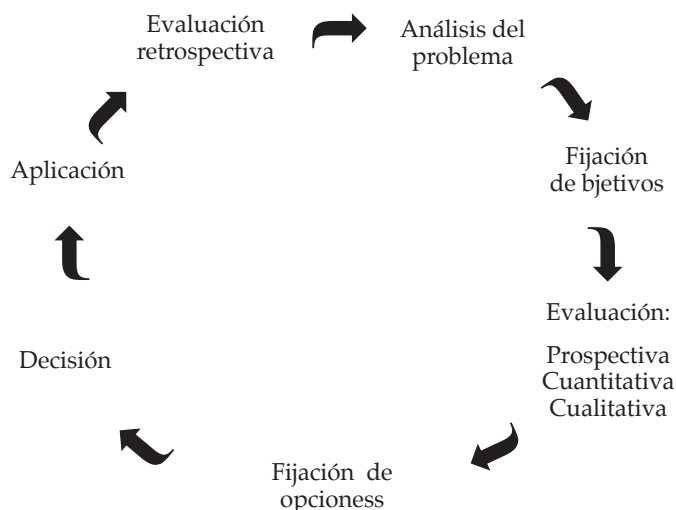 Evaluación
retrospectiva
Análisis del
problema
Fijación
de bjetivos
Evaluación:
Prospectiva
Cuantitativa
Cualitativa
Fijación de
opcioness
Decisión
Aplicación